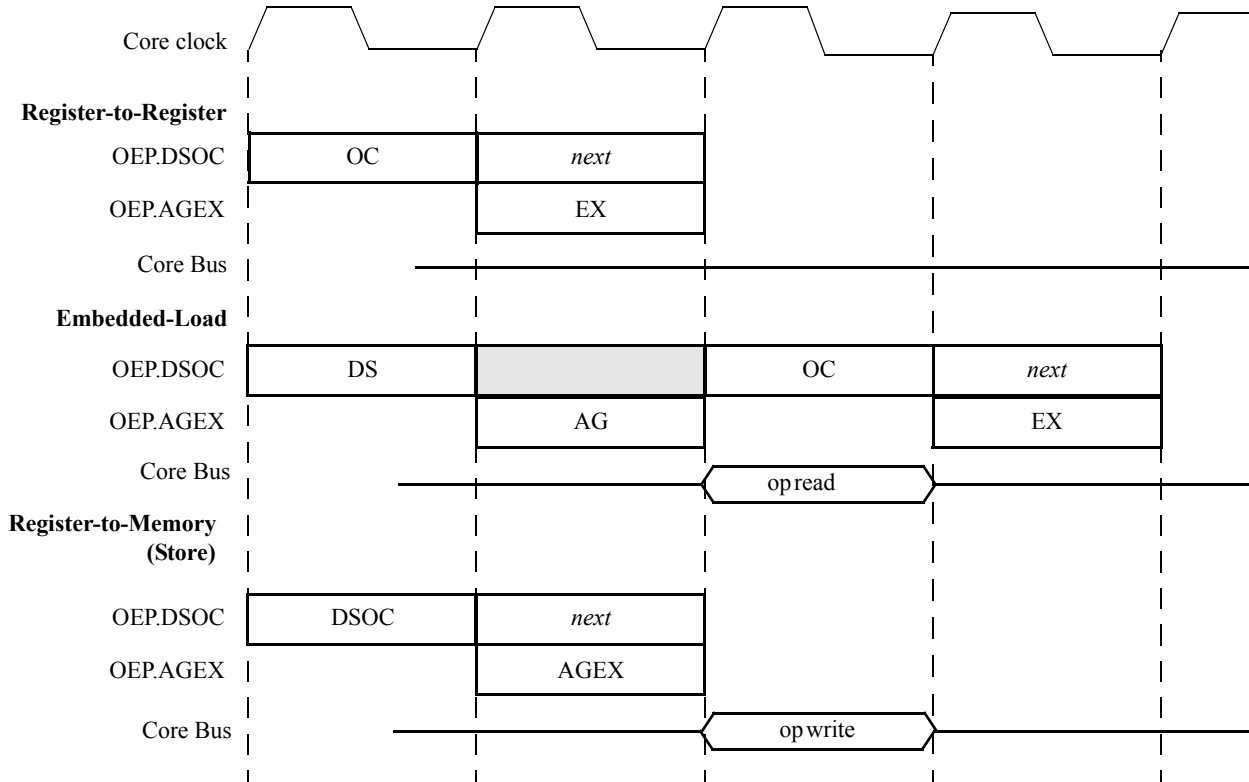 Core clock
Register-to-Register
OEP.DSOC OC next
OEP.AGEX EX
Core Bus
Embedded-Load
OEP.DSOC DS OC next
OEP.AGEX AG EX
Core Bus op read
Register-to-Memory
(Store)
OEP.DSOC DSOC next
OEP.AGEX AGEX
Core Bus op write